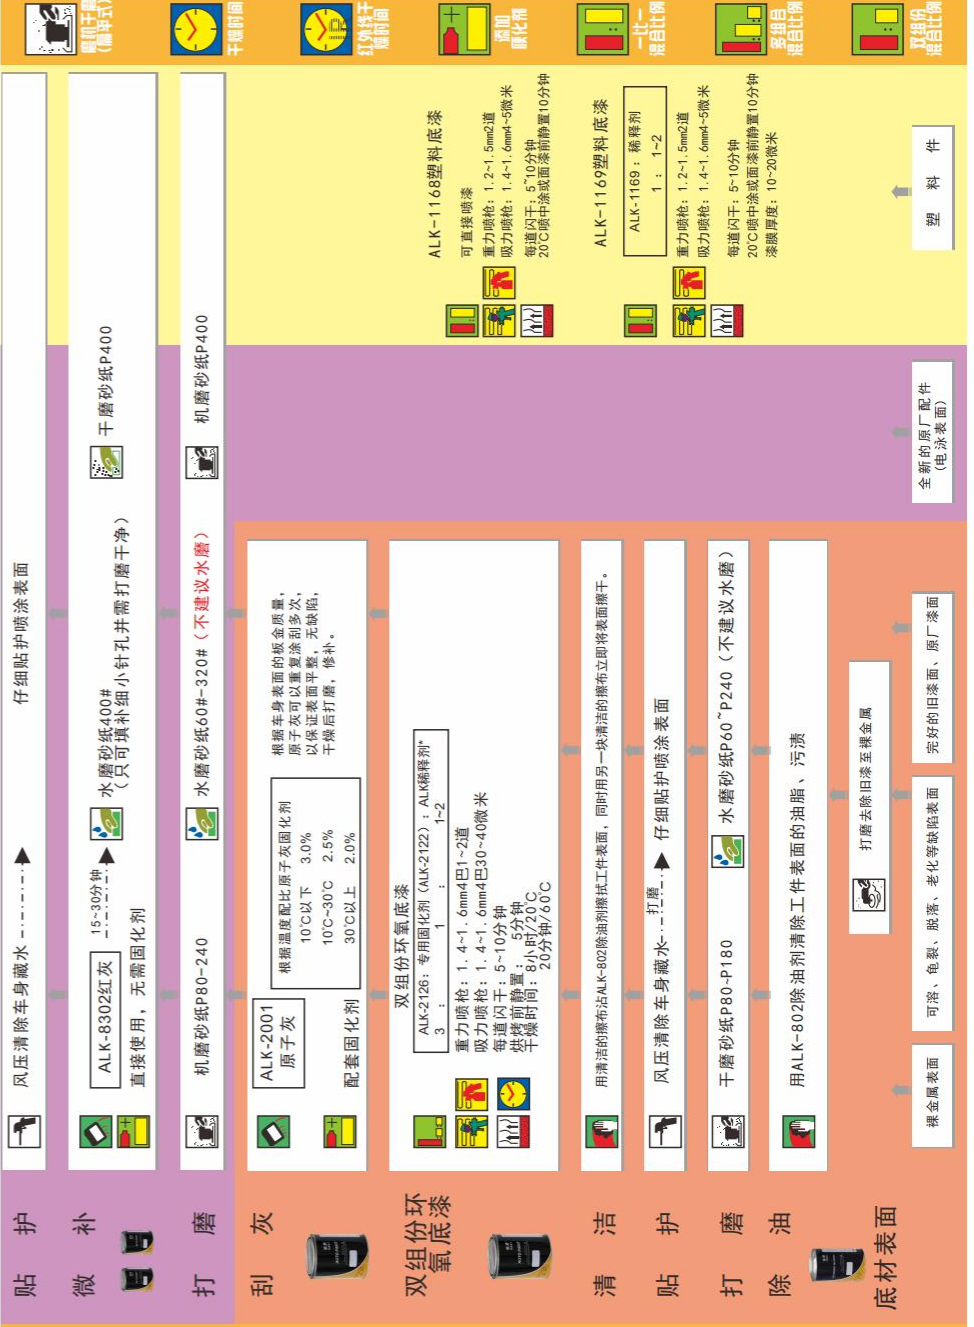 贴护
风压清除车身藏水
仔细贴护喷涂表面
微补
ALK-8302红灰
15~30分钟
直接使用，无需固化剂
水磨砂纸400#
（只可填补细小针孔并需打磨干净）
干磨砂纸P400
打磨
机磨砂纸P80-240
水磨砂纸60#-320#（不建议水磨）
机磨砂纸P400
刮灰
ALK-2001
原子灰
配套固化剂
根据温度配比原子灰固化剂
10℃以下 3.0%
10℃~30℃ 2.5%
30℃以上 2.0%
根据车身表面的板金质量，
原子灰可以重复涂刮多次，
以保证表面平整，无缺陷，
干燥后打磨，修补。
双组份环
氧底漆
双组份环氧底漆
ALK-2126：专用固化剂（ALK-2122）：ALK稀释剂*
3 : 1 : 1~2
重力喷枪：1.4~1.6mm4巴1~2道
吸力喷枪：1.4~1.6mm4巴30~40微米
每道闪干：5~10分钟
烘烤前静置： 5分钟
干燥时间：8小时/20℃
20分钟/60℃
清洁
用清洁的擦布沾ALK-802除油剂擦拭工件表面，同时用另一块清洁的擦布立即将表面擦干。
贴护
风压清除车身藏水
打磨
仔细贴护喷涂表面
打磨
干磨砂纸P80~P180
水磨砂纸P60~P240（不建议水磨）
除油
用ALK-802除油剂清除工件表面的油脂、污渍
打磨去除旧漆至裸金属
底材表面
裸金属表面
可溶、龟裂、脱落、老化等缺陷表面
完好的旧漆面、原厂漆面
全新的原厂配件
(电泳表面)
塑料件
ALK-1168塑料底漆
可直接喷漆
重力喷枪：1.2~1.5mm2道
吸力喷枪：1.4~1.6mm4~5微米
每道闪干：5~10分钟
20℃喷中涂或面漆前静置10分钟
ALK-1169塑料底漆
ALK-1169：稀释剂
1 : 1~2
重力喷枪：1.2~1.5mm2道
吸力喷枪：1.4~1.6mm4~5微米
每道闪干：5~10分钟
20℃喷中涂或面漆前静置10分钟
漆膜厚度：10~20微米
磨机干磨
(偏平式)
干燥时间
红外线干
燥时间
添加
固化剂
一比一
混合比例
多组合
混合比例
双组份
混合比例